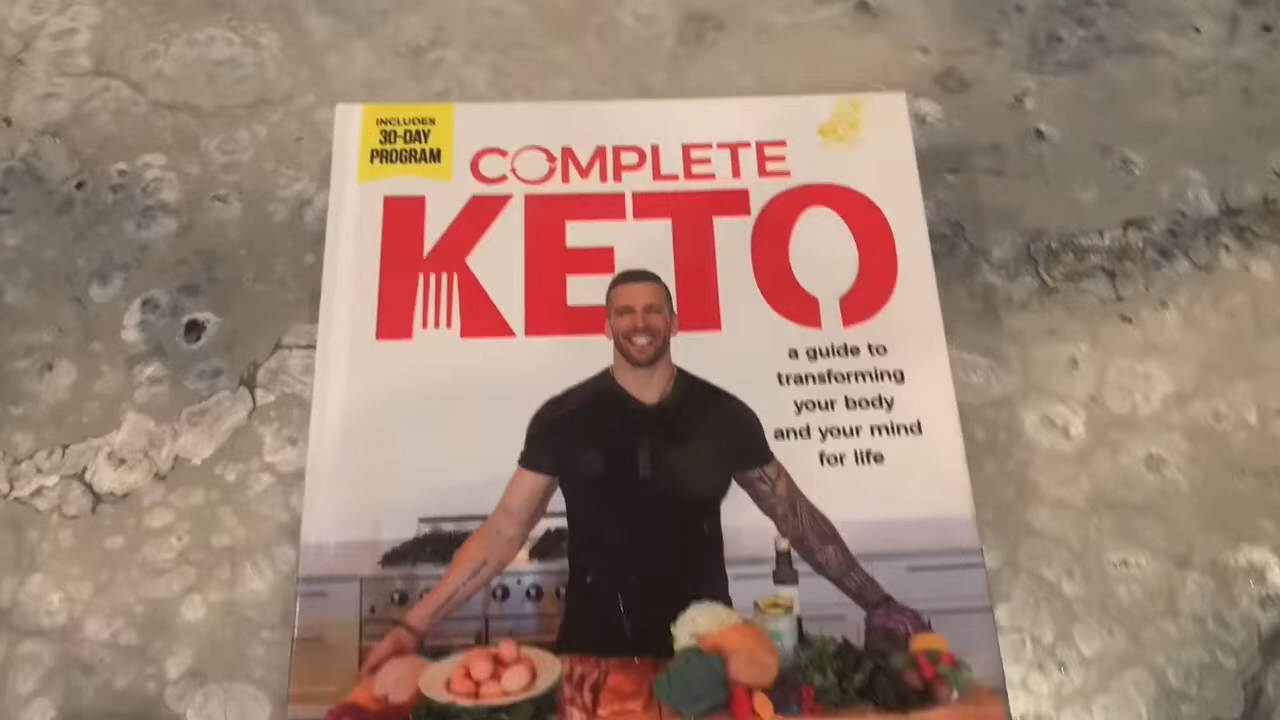 INCLUDES
30-DAY
PROGRAM
COMPLETE
KETO
a guide to
transforming
your body
and your mind
for life